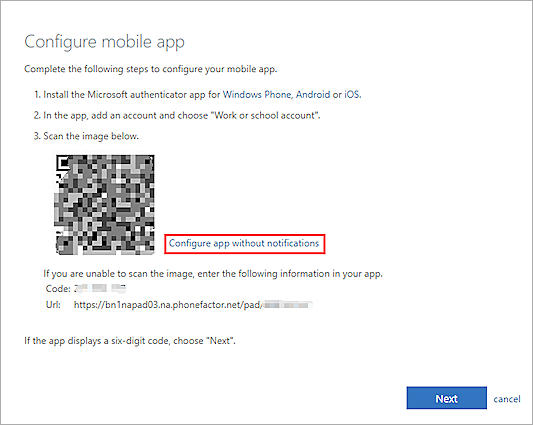 Configure mobile app
Complete the following steps to configure your mobile app.
1. Install the Microsoft authenticator app for Windows Phone, Android or iOS.
2. In the app, add an account and choose "Work or school account".
3. Scan the image below.
Configure app without notifications
If you are unable to scan the image, enter the following information in your app.
Code:
Url: https://bn1napad03.na.phonefactor.net/pad/
If the app displays a six-digit code, choose "Next".
Next cancel